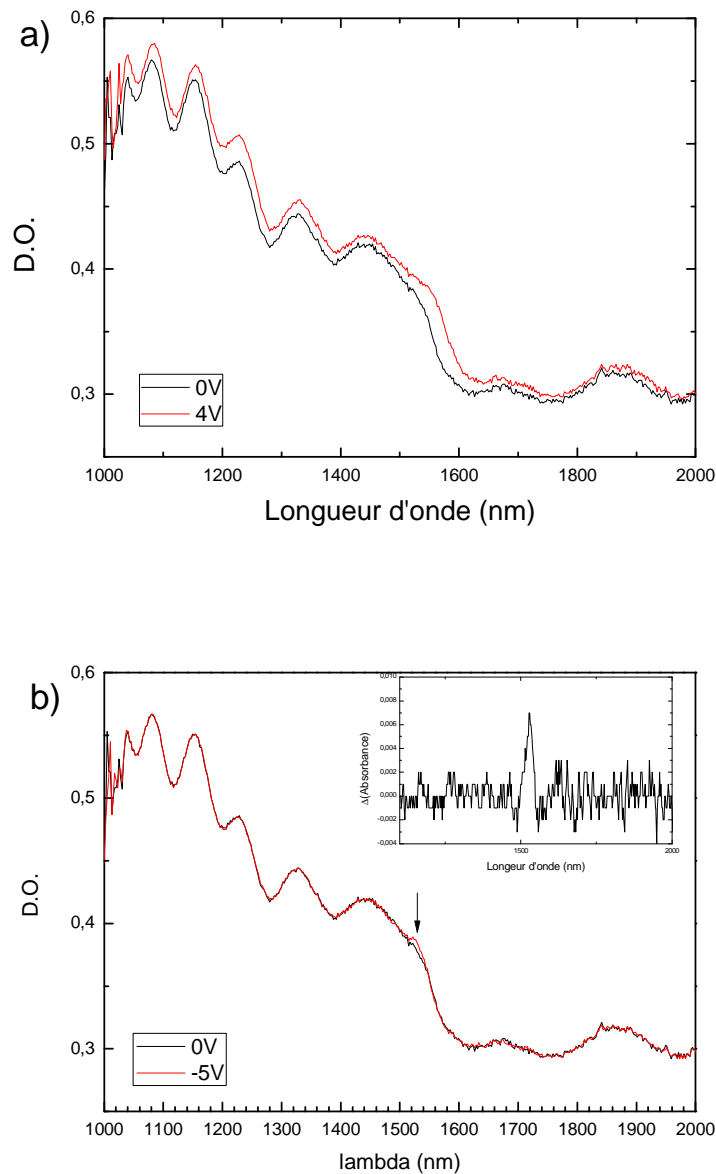 a)
0,6
0,5
0,4
0,3
D.O.
0V
4V
1000 1200 1400 1600 1800 2000
Longueur d'onde (nm)
b)
0,6
0,5
0,4
0,3
D.O.
0,010
0,008
0,006
0,004
0,002
0,000
-0,002
-0,004
Δ(Absorbance)
1500 2000
Longeur d'onde (nm)
0V
-5V
1000 1100 1200 1300 1400 1500 1600 1700 1800 1900 2000
lambda (nm)